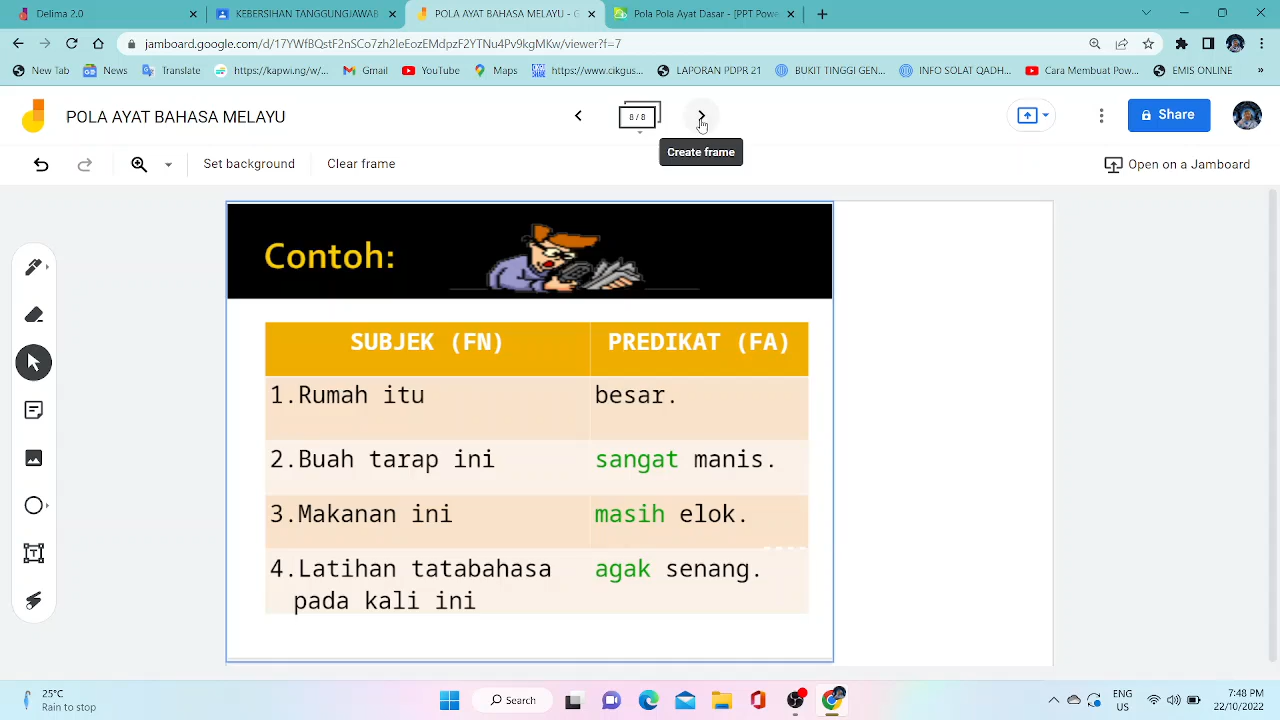 Delima 2.0
KEBERSIHAN TANGGUNGJAWAB
POLA AYAT BAHASA MELAYU - G
Pola Pola Ayat Dasar - [PPT Powe
jamboard.google.com/d/17YWfBQstF2nSCo7zh2leEozEMdpzF2YTNu4Pv9kgMKw/viewer?f=7
New Tab
News
Translate
https://kusyairiwahi...
Gmail
YouTube
Maps
https://wwwcikgus...
LAPORAN PDPR 21
BUKIT TINGGI GEN...
INFO SOLAT QADH...
Cara Membuat Pow...
EMIS ONLINE
»
POLA AYAT BAHASA MELAYU
8 / 8
Share
Create frame
Set background
Clear frame
Open on a Jamboard
Contoh:
SUBJEK (FN)
PREDIKAT (FA)
1.Rumah itu
besar.
2.Buah tarap ini
sangat manis.
3.Makanan ini
masih elok.
4.Latihan tatabahasa
pada kali ini
agak senang.
25°C
Rain to stop
Search
ENG
US
7:48 PM
22/10/2022